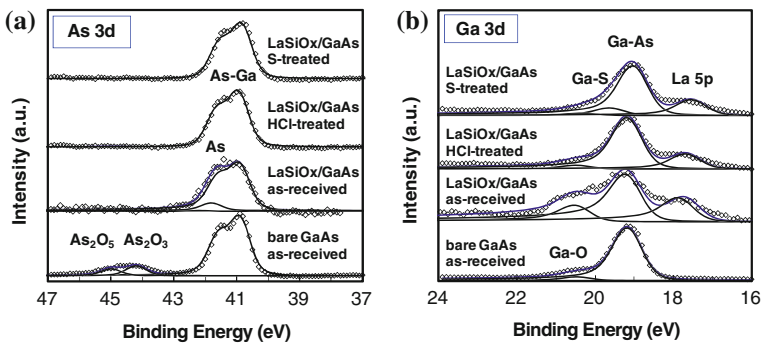 (a)
As 3d
LaSiOx/GaAs
S-treated
As-Ga
LaSiOx/GaAs
HCl-treated
As
LaSiOx/GaAs
as-received
As₂O₅ As₂O₃
bare GaAs
as-received
Intensity (a.u.)
47 45 43 41 39 37
Binding Energy (eV)
(b)
Ga 3d
Ga-As
LaSiOx/GaAs
S-treated
Ga-S
La 5p
LaSiOx/GaAs
HCl-treated
LaSiOx/GaAs
as-received
Ga-O
bare GaAs
as-received
Intensity (a.u.)
24 22 20 18 16
Binding Energy (eV)